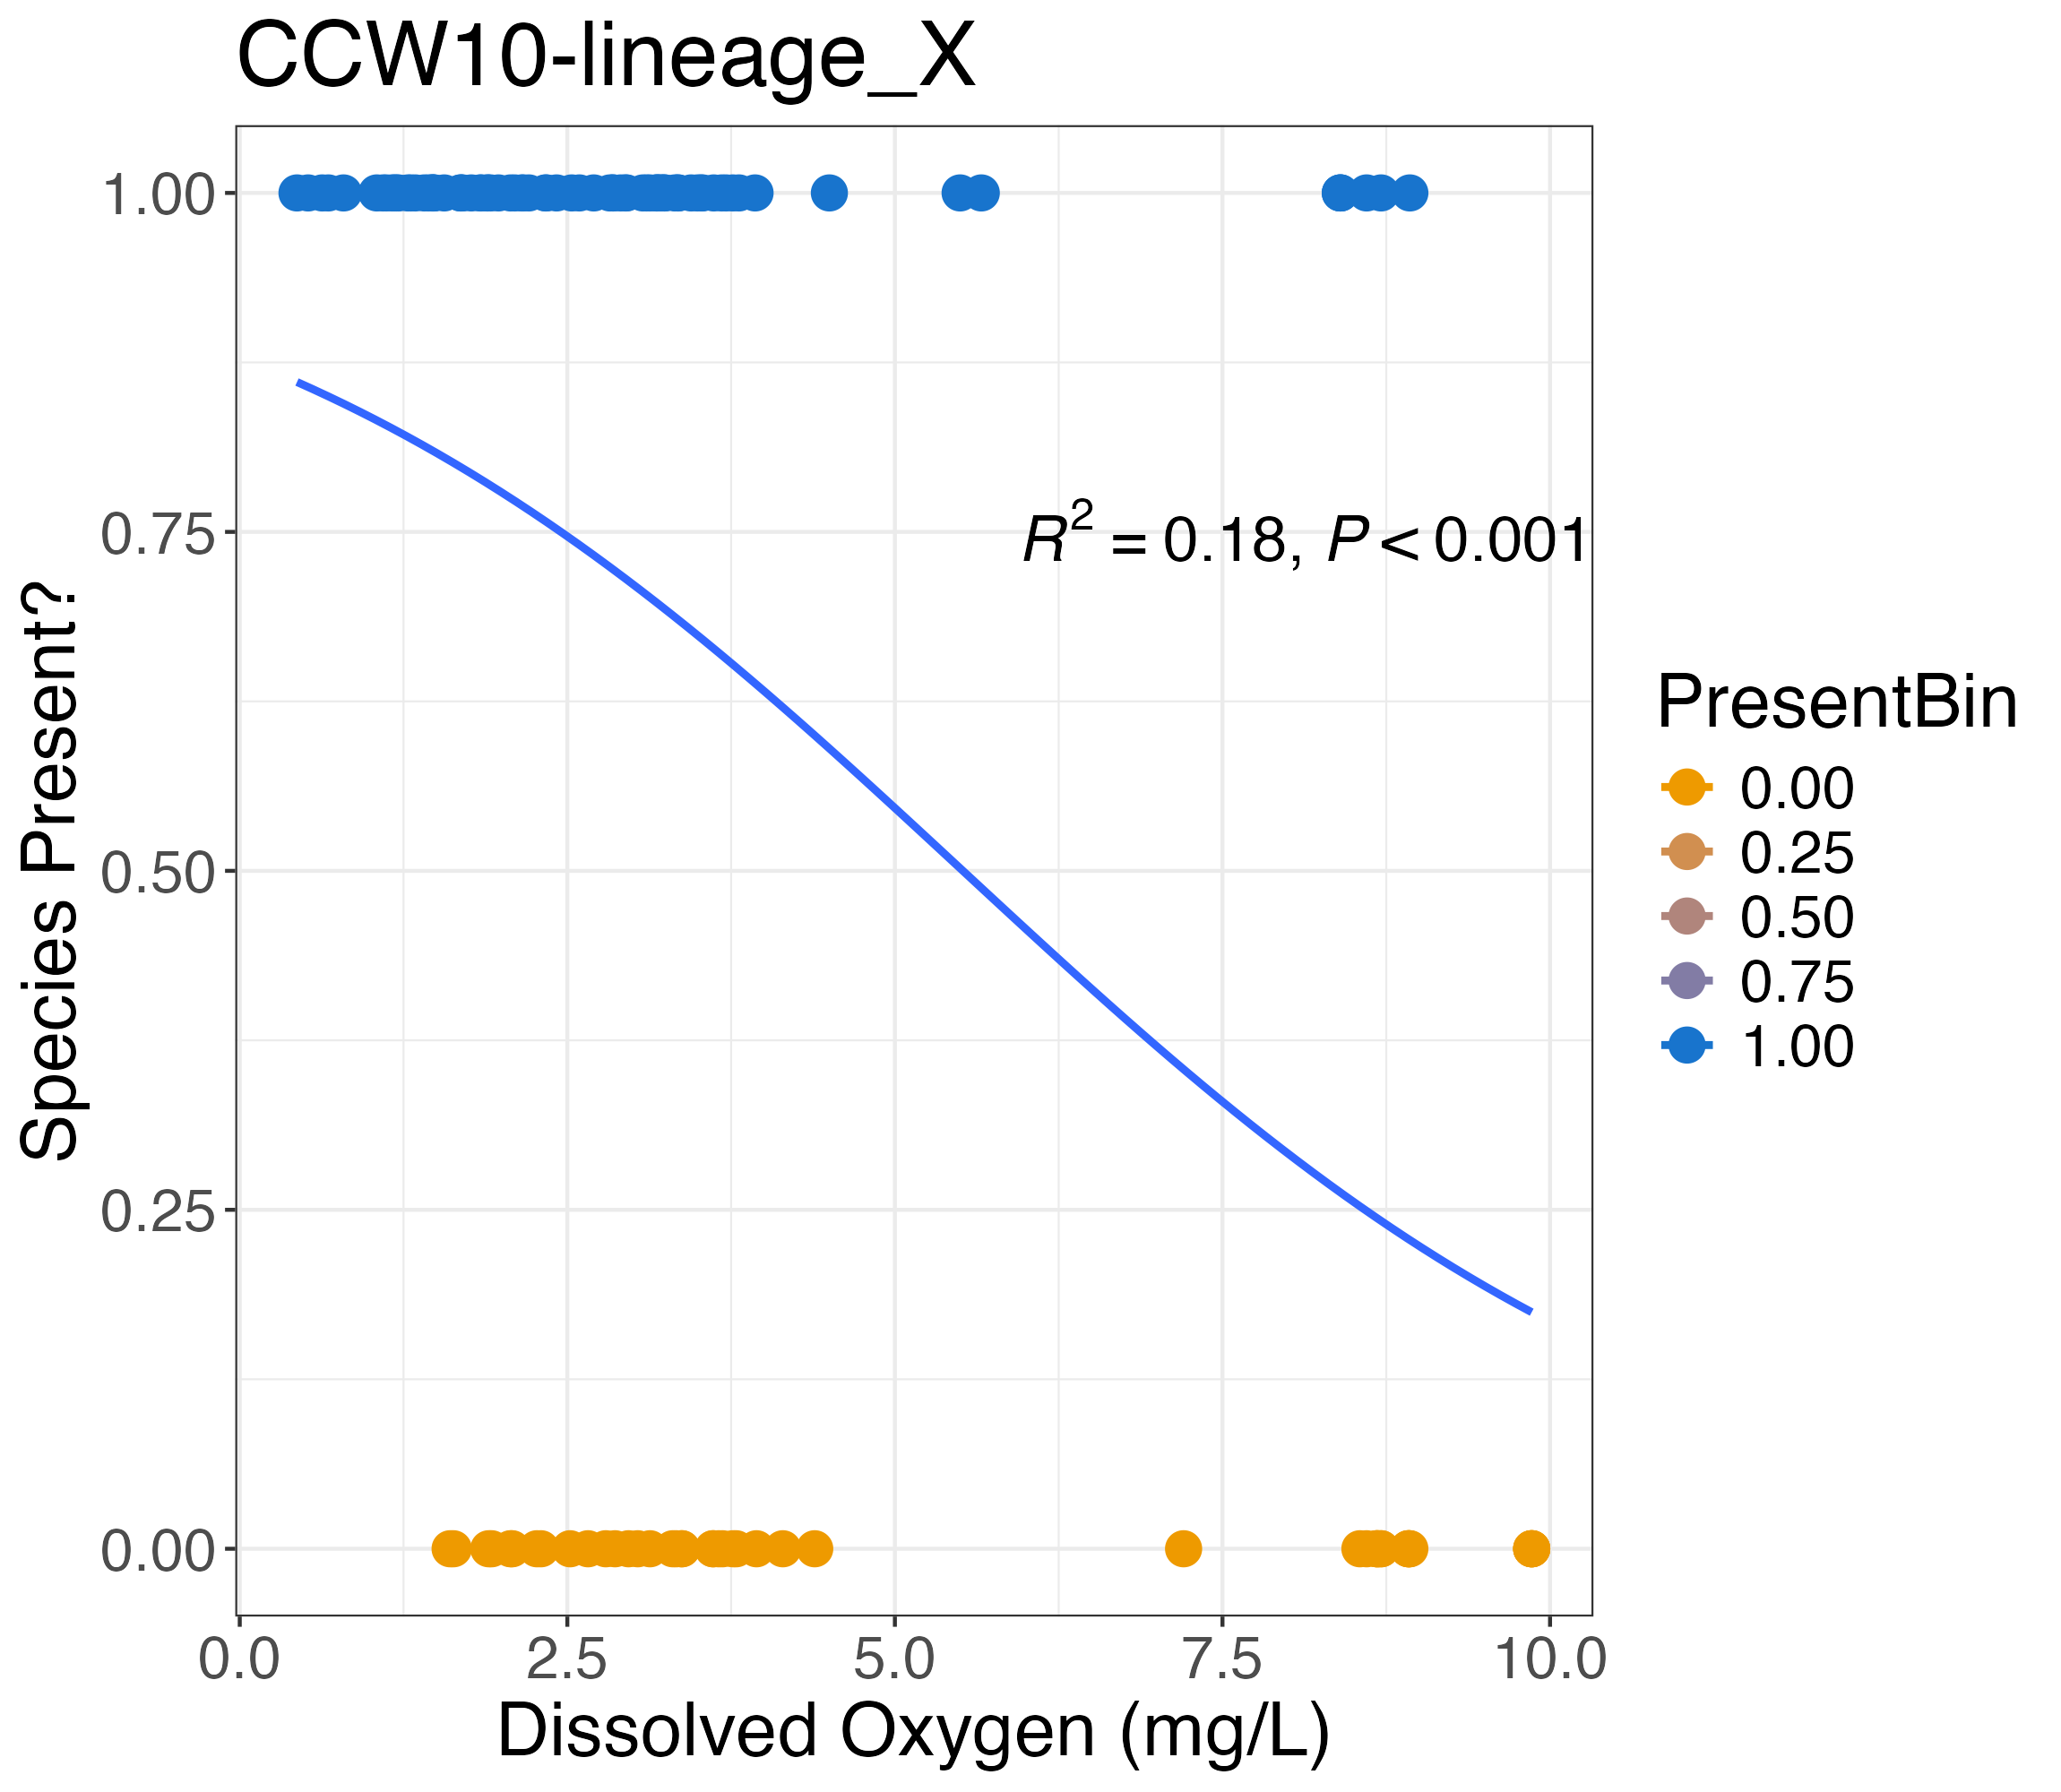 CCW10-lineage_X
1.00
0.75
0.50
0.25
0.00
Species Present?
R² = 0.18, P < 0.001
0.0 2.5 5.0 7.5 10.0
Dissolved Oxygen (mg/L)
PresentBin
0.00
0.25
0.50
0.75
1.00